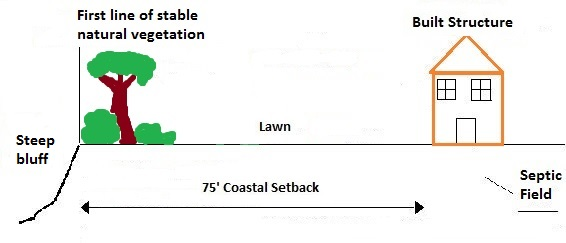 First line of stable
natural vegetation
Built Structure
Lawn
Steep
bluff
75' Coastal Setback
Septic
Field